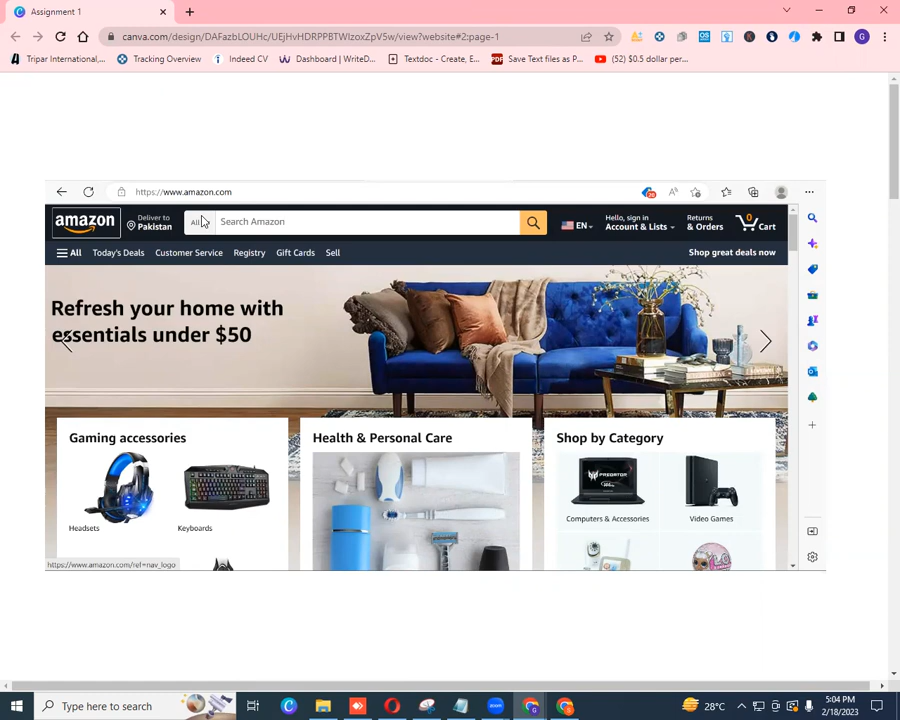 Assignment 1
canva.com/design/DAFazbLOUHc/UEjHvHDRPPBTWIzoxZpV5w/view?website#2:page-1
G
Tripar International,...
Tracking Overview
Indeed CV
Dashboard | WriteD...
Textdoc - Create, E...
PDF
Save Text files as P...
(52) $0.5 dollar per...
https://www.amazon.com
amazon
Deliver to
Pakistan
All
Search Amazon
EN
Hello, sign in
Account & Lists
Returns
& Orders
0
Cart
All
Today's Deals
Customer Service
Registry
Gift Cards
Sell
Shop great deals now
Refresh your home with
essentials under $50
Gaming accessories
Health & Personal Care
Shop by Category
PREDATOR
Headsets
Keyboards
Computers & Accessories
Video Games
https://www.amazon.com/ref=nav_logo
Type here to search
zoom
28°C
5:04 PM
2/18/2023